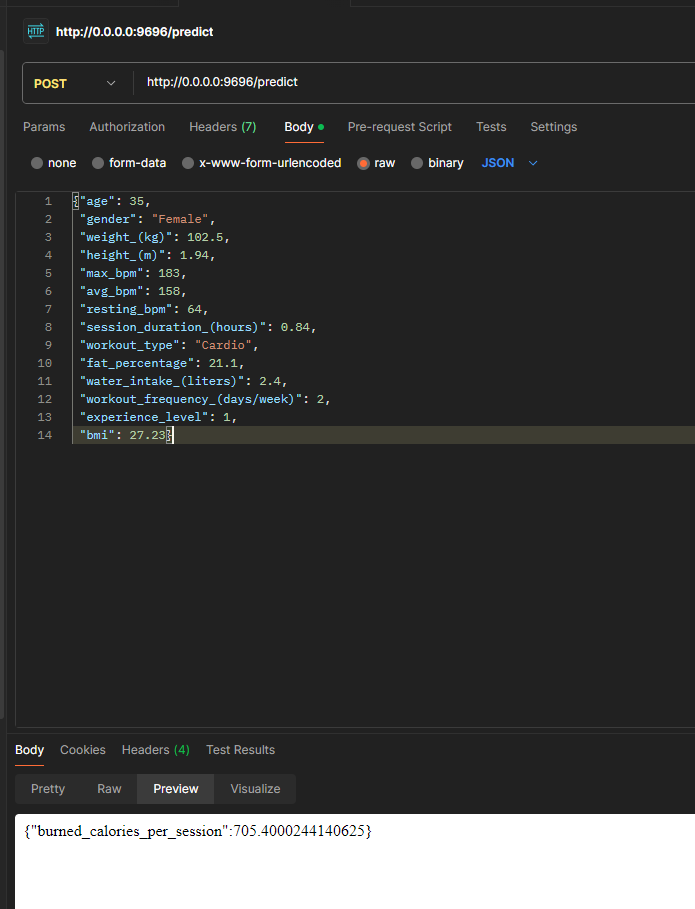 HTTP http://0.0.0.0:9696/predict
POST http://0.0.0.0:9696/predict
Params Authorization Headers (7) Body Pre-request Script Tests Settings
none form-data x-www-form-urlencoded raw binary JSON
1 {"age": 35,
2 "gender": "Female",
3 "weight_(kg)": 102.5,
4 "height_(m)": 1.94,
5 "max_bpm": 183,
6 "avg_bpm": 158,
7 "resting_bpm": 64,
8 "session_duration_(hours)": 0.84,
9 "workout_type": "Cardio",
10 "fat_percentage": 21.1,
11 "water_intake_(liters)": 2.4,
12 "workout_frequency_(days/week)": 2,
13 "experience_level": 1,
14 "bmi": 27.23}
Body Cookies Headers (4) Test Results
Pretty Raw Preview Visualize
{"burned_calories_per_session":705.4000244140625}